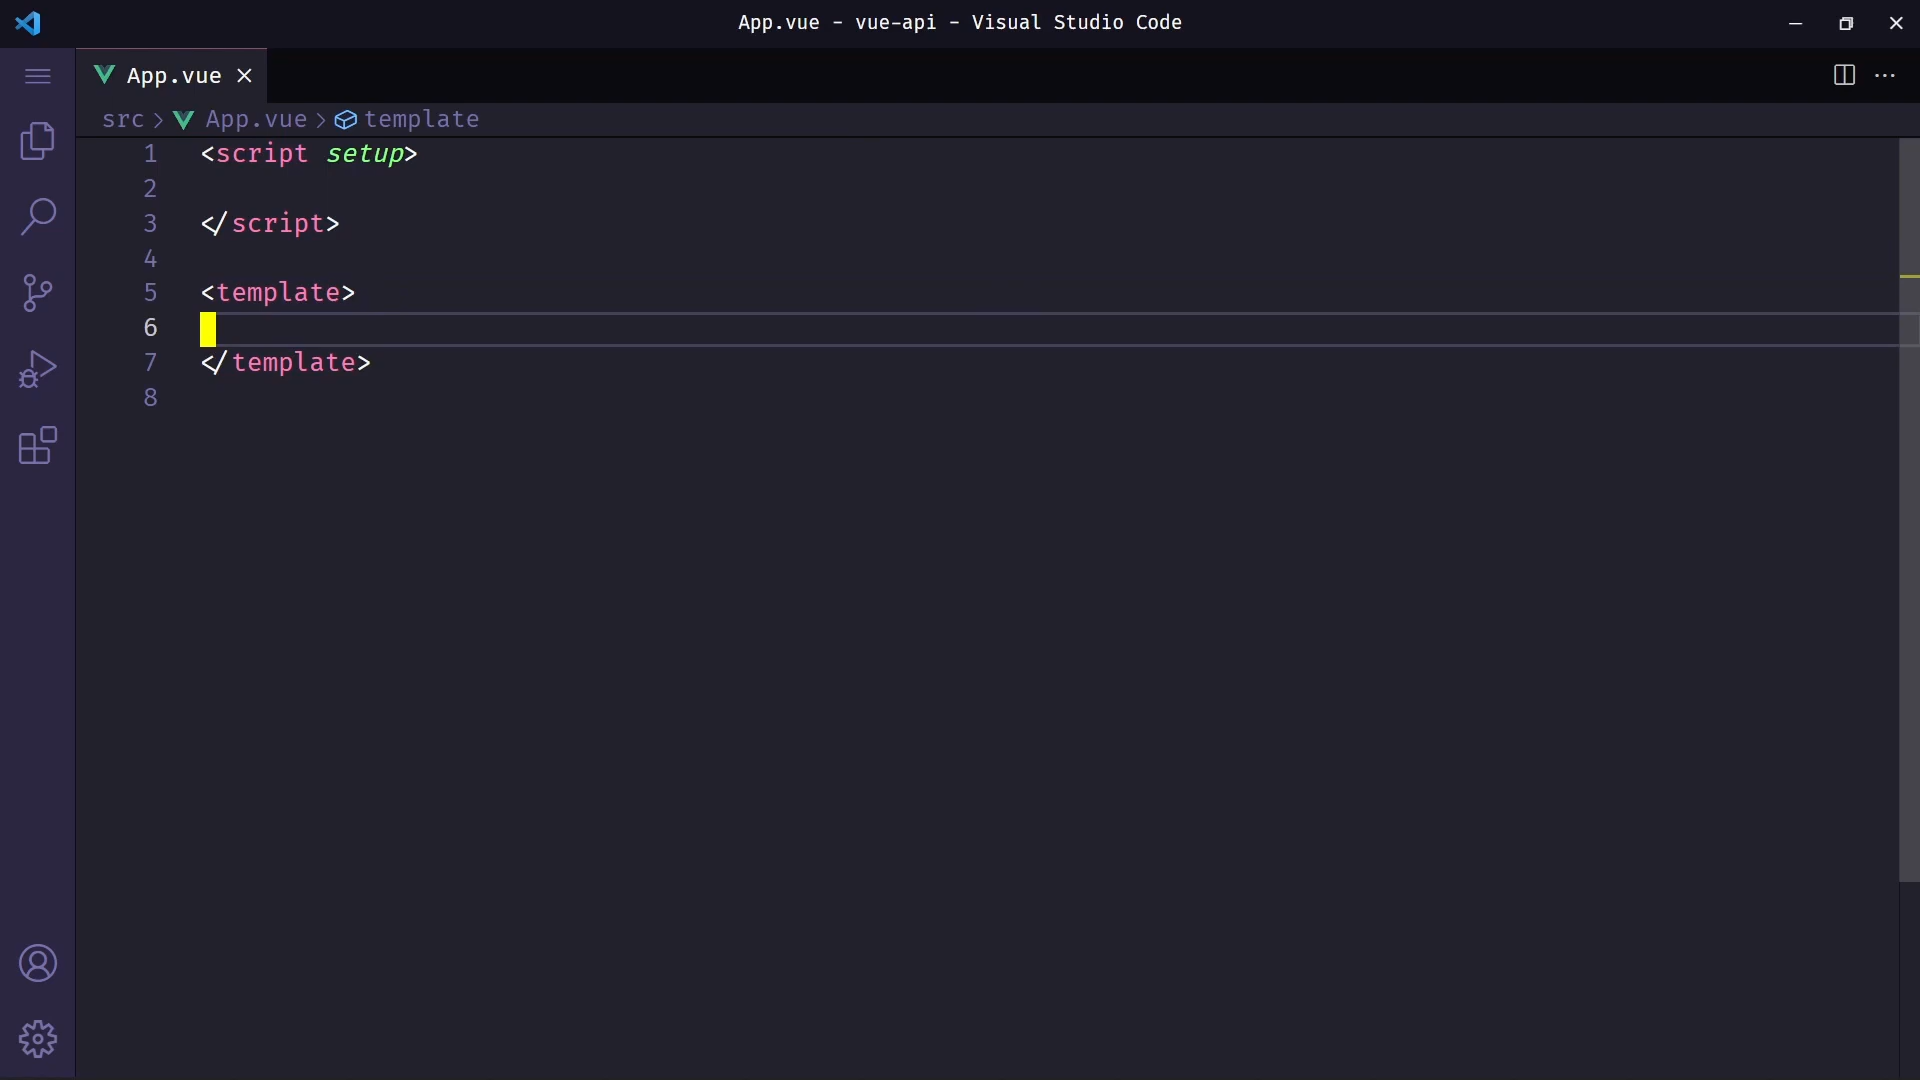 App.vue - vue-api - Visual Studio Code
App.vue
src > App.vue > template
1 <script setup>
2
3 </script>
4
5 <template>
6
7 </template>
8